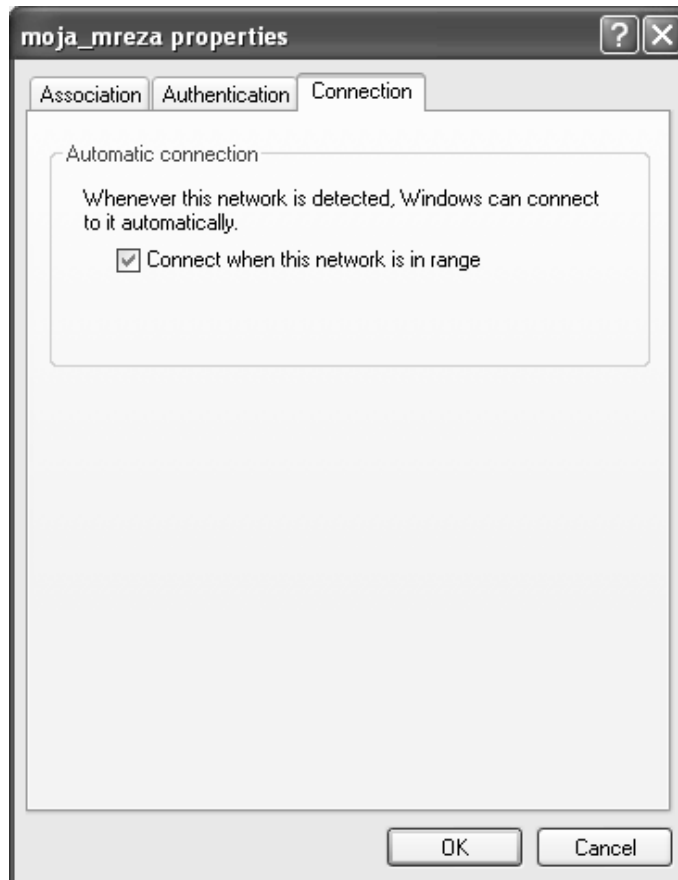 moja_mreza properties
Association Authentication Connection
Automatic connection
Whenever this network is detected, Windows can connect
to it automatically.
Connect when this network is in range
OK Cancel